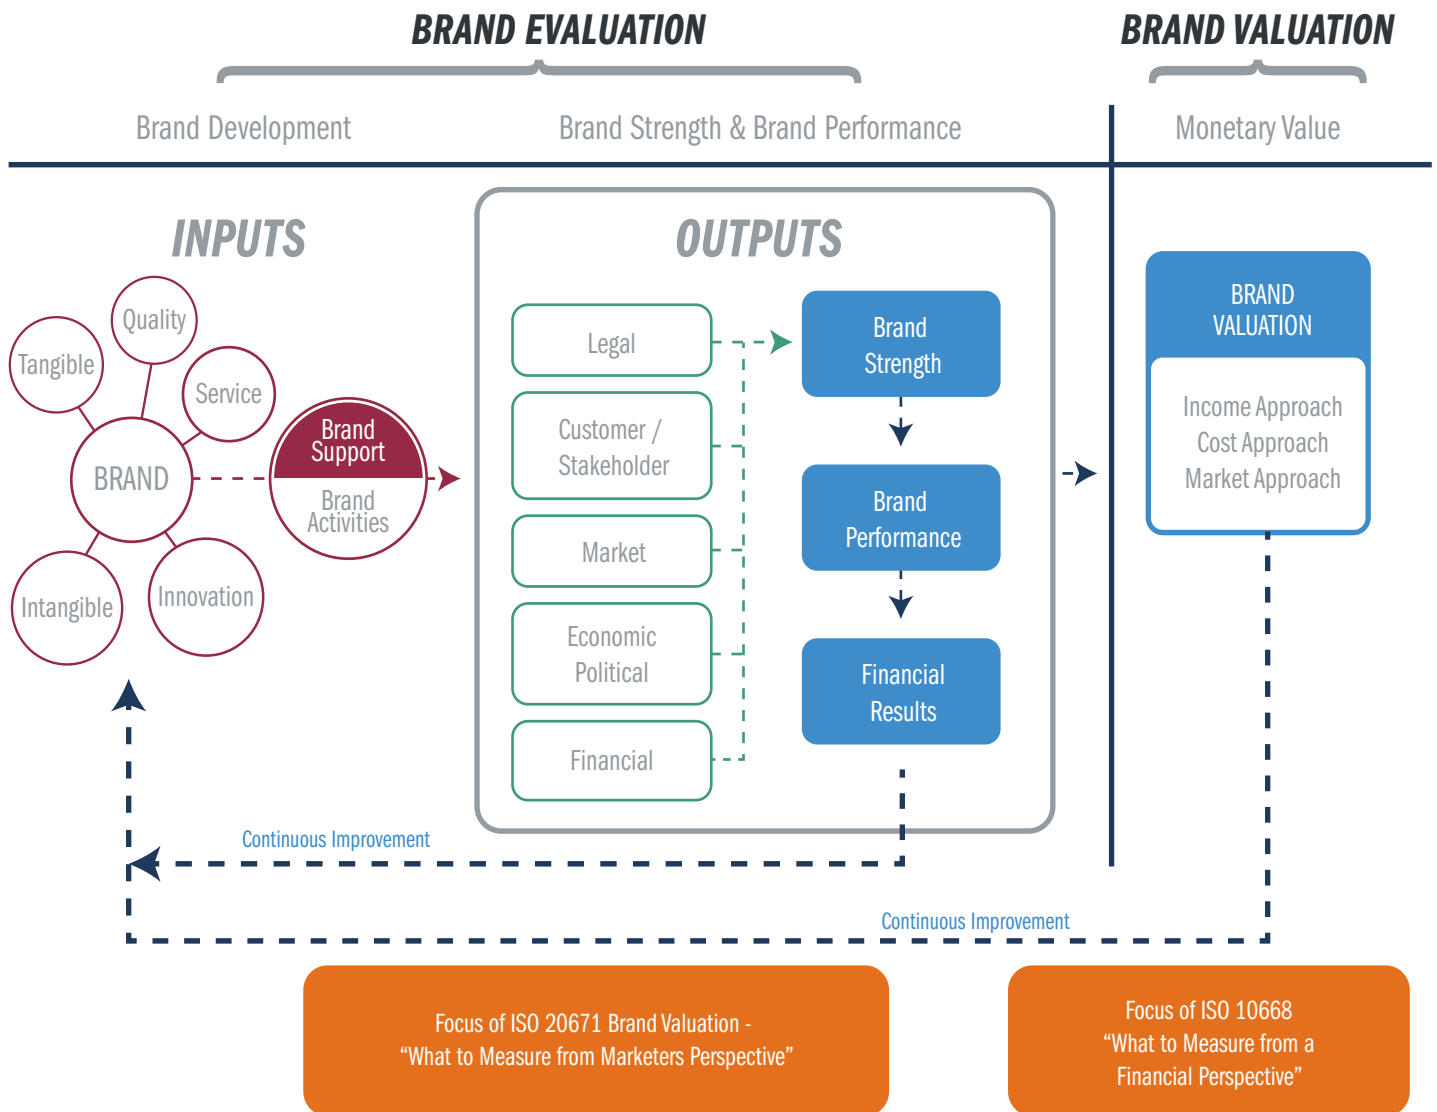 BRAND EVALUATION
BRAND VALUATION
Brand Development
Brand Strength & Brand Performance
Monetary Value
INPUTS
OUTPUTS
Quality
Tangible
Service
BRAND
Intangible
Innovation
Brand
Support
Brand
Activities
Legal
Customer /
Stakeholder
Market
Economic
Political
Financial
Brand
Strength
Brand
Performance
Financial
Results
BRAND
VALUATION
Income Approach
Cost Approach
Market Approach
Continuous Improvement
Continuous Improvement
Focus of ISO 20671 Brand Valuation -
“What to Measure from Marketers Perspective”
Focus of ISO 10668
“What to Measure from a
Financial Perspective”